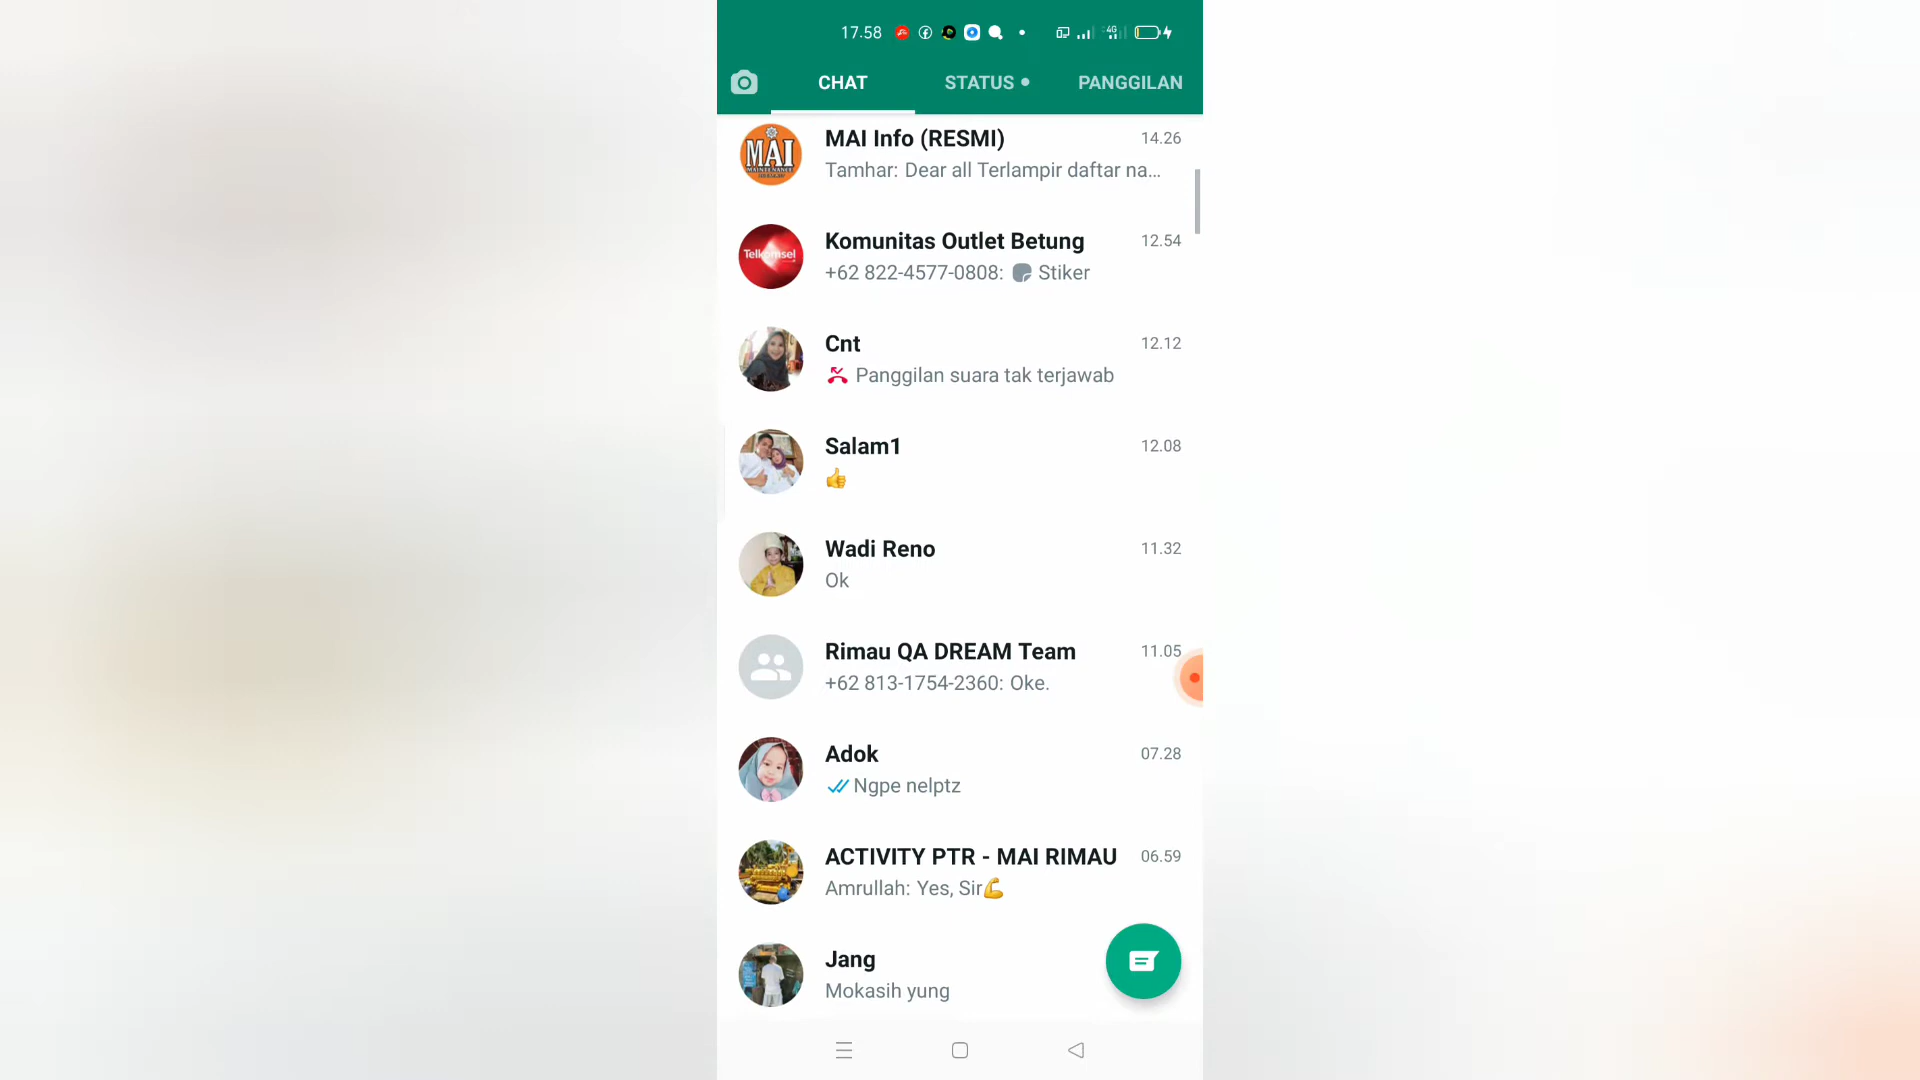 17.58
CHAT
STATUS
PANGGILAN
MAI
MAI Info (RESMI)
14.26
Tamhar: Dear all Terlampir daftar na...
Telkomsel
Komunitas Outlet Betung
12.54
+62 822-4577-0808: Stiker
Cnt
12.12
Panggilan suara tak terjawab
Salam1
12.08
👍
Wadi Reno
11.32
Ok
Rimau QA DREAM Team
11.05
+62 813-1754-2360: Oke.
Adok
07.28
Ngpe nelptz
ACTIVITY PTR - MAI RIMAU
06.59
Amrullah: Yes, Sir💪
Jang
Mokasih yung